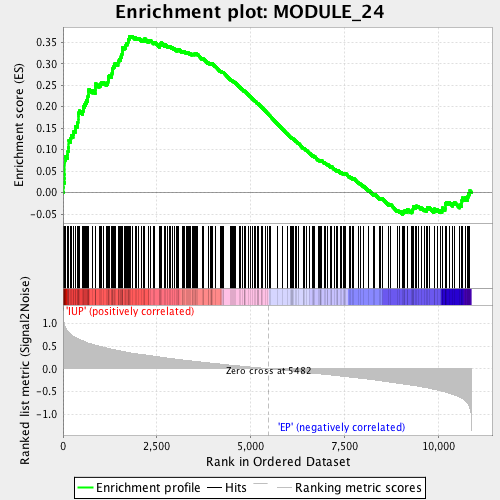 Enrichment plot: MODULE_24
Enrichment score (ES)
0.35
0.30
0.25
0.20
0.15
0.10
0.05
0.00
-0.05
Ranked list metric (Signal2Noise)
1.0
0.5
0.0
-0.5
-1.0
'IUP' (positively correlated)
Zero cross at 5482
'EP' (negatively correlated)
0
2,500
5,000
7,500
10,000
Rank in Ordered Dataset
Enrichment profile
Hits
Ranking metric scores